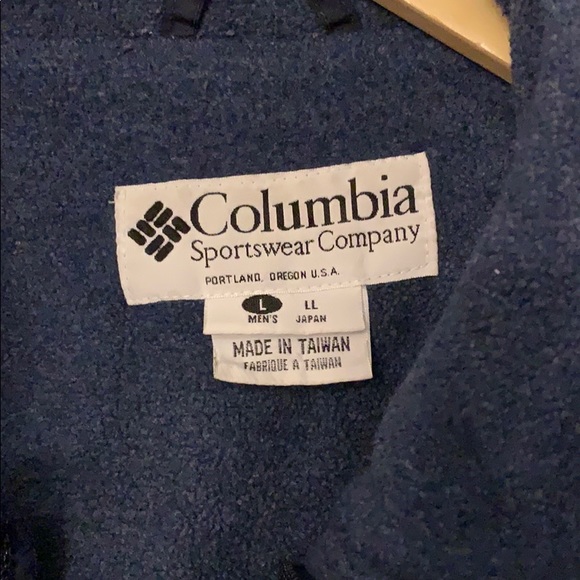 Columbia
Sportswear Company
PORTLAND, OREGON U.S.A.
L LL
MEN'S JAPAN
MADE IN TAIWAN
FABRIQUE A TAIWAN